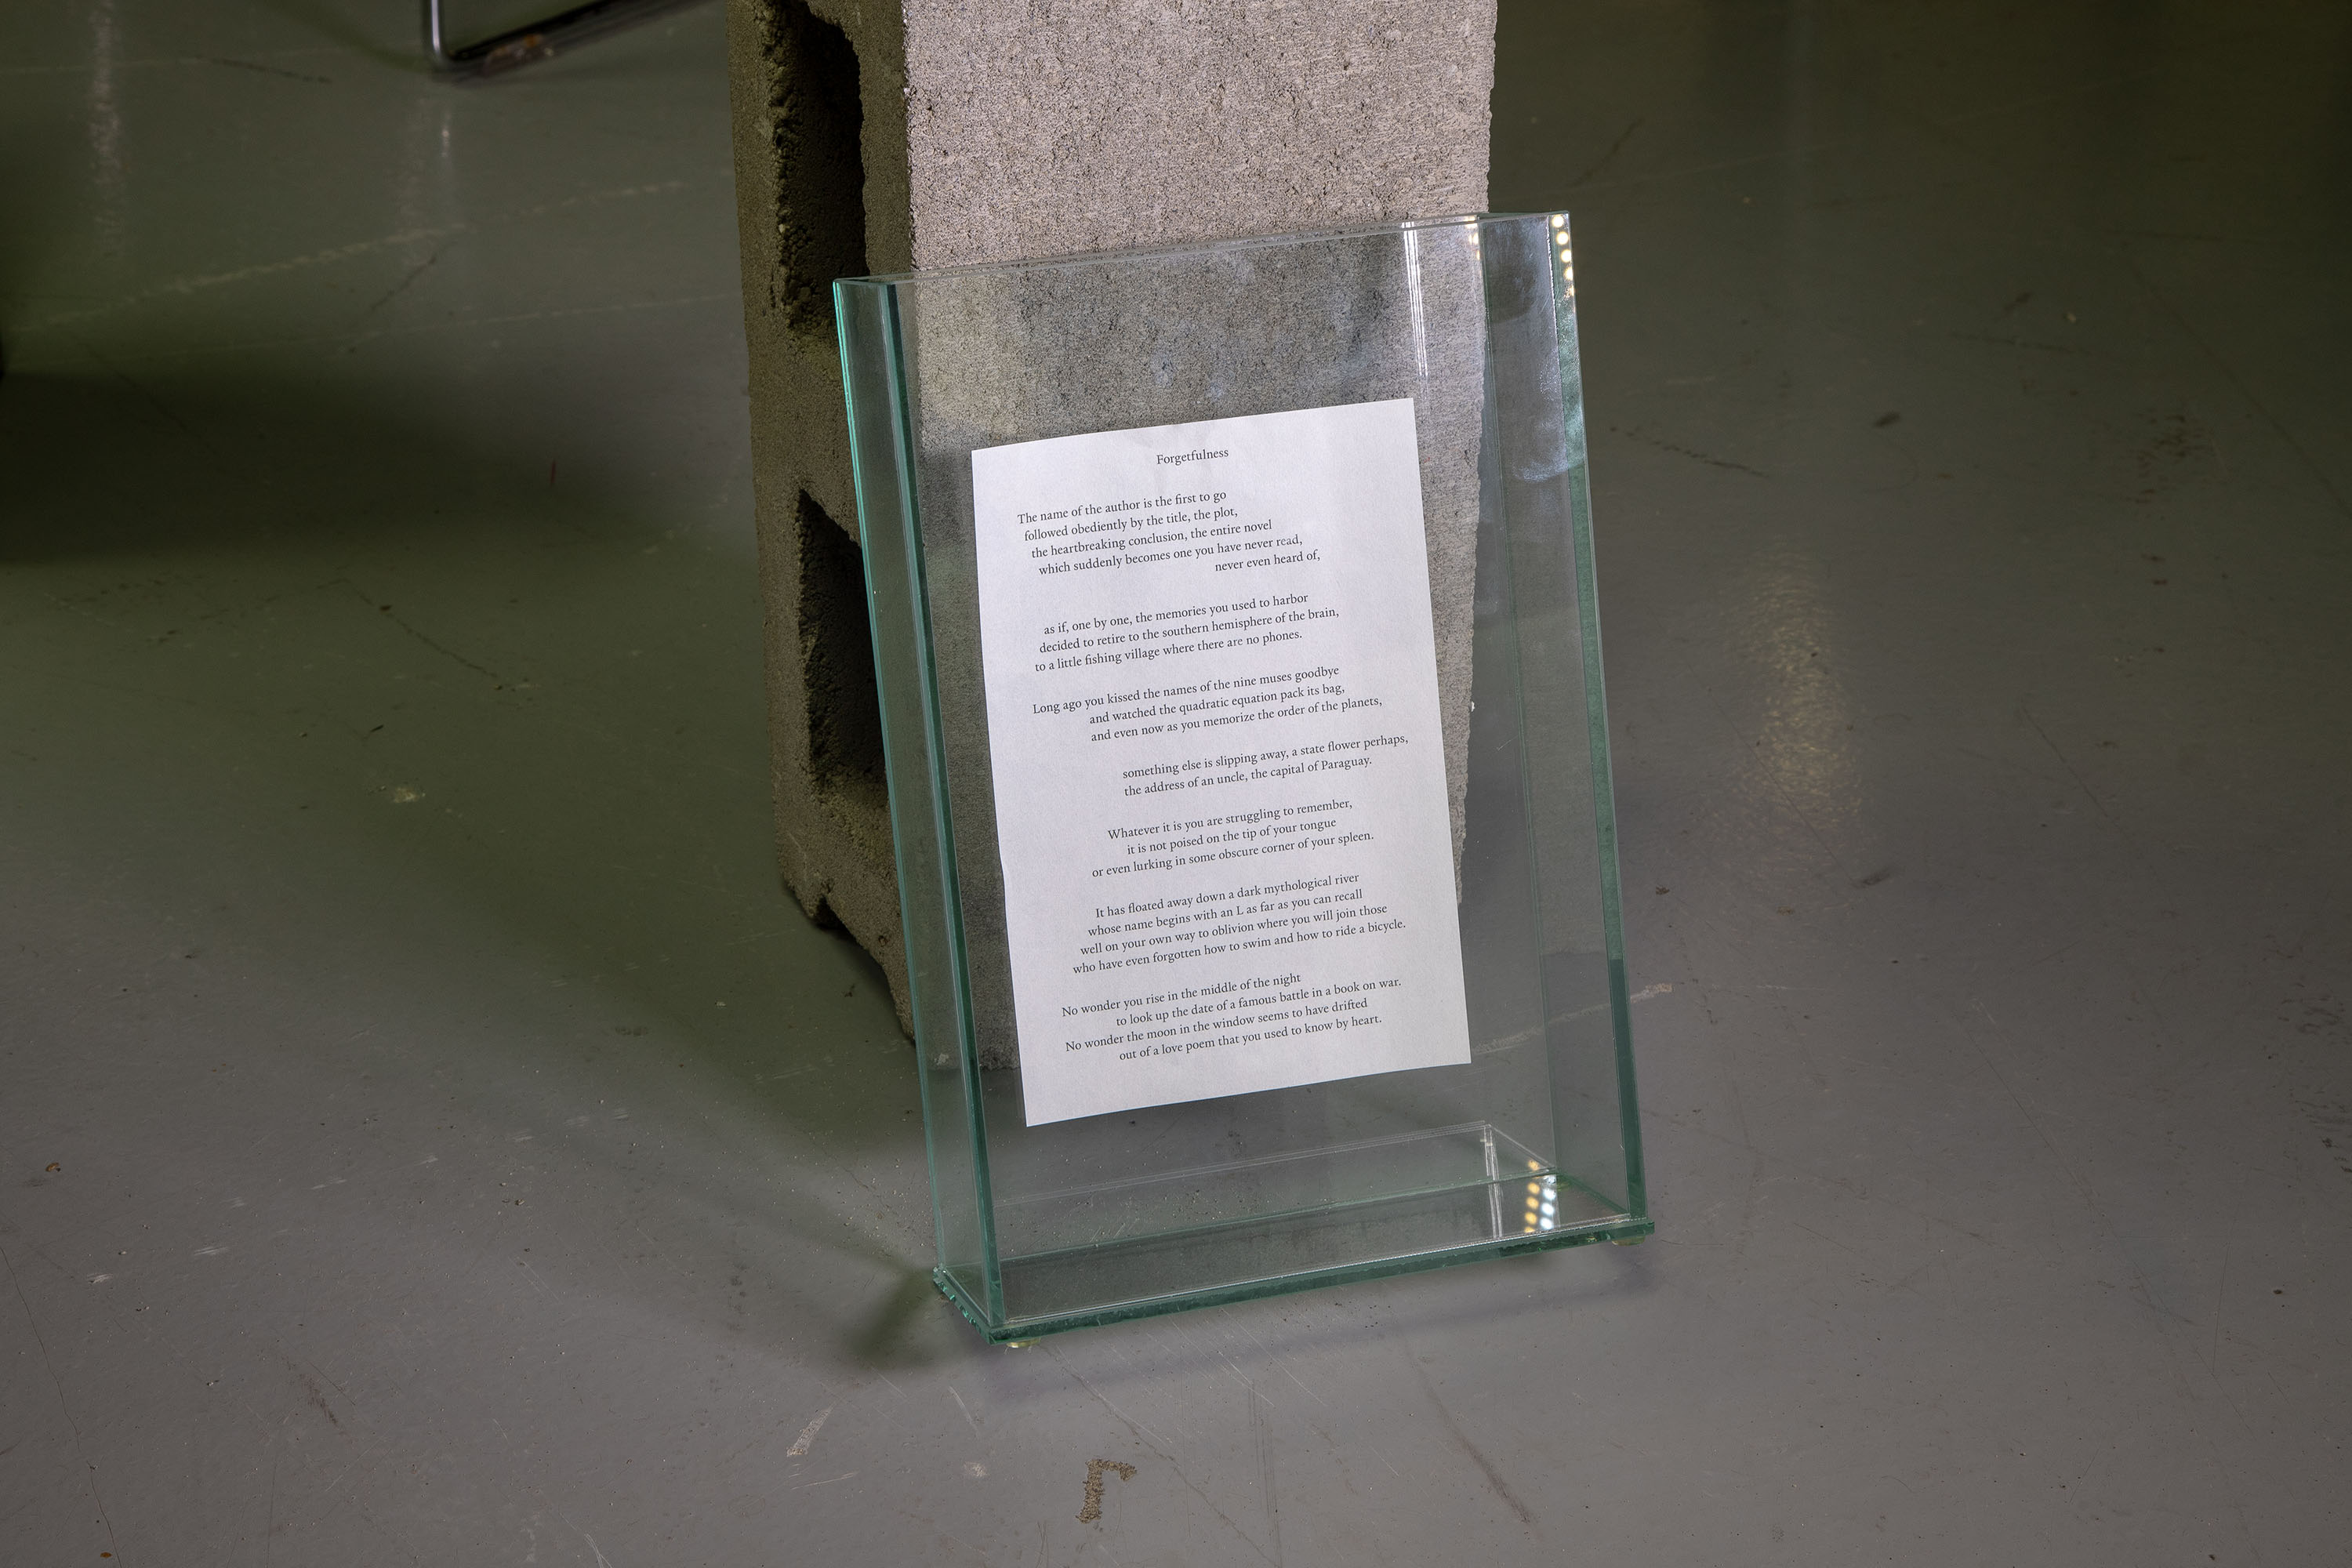 Forgetfulness
The name of the author is the first to go
followed obediently by the title, the plot,
the heartbreaking conclusion, the entire novel
which suddenly becomes one you have never read,
never even heard of,
as if, one by one, the memories you used to harbor
decided to retire to the southern hemisphere of the brain,
to a little fishing village where there are no phones.
Long ago you kissed the names of the nine muses goodbye
and watched the quadratic equation pack its bag,
and even now as you memorize the order of the planets,
something else is slipping away, a state flower perhaps,
the address of an uncle, the capital of Paraguay.
Whatever it is you are struggling to remember,
it is not poised on the tip of your tongue
or even lurking in some obscure corner of your spleen.
It has floated away down a dark mythological river
whose name begins with an L as far as you can recall
well on your own way to oblivion where you will join those
who have even forgotten how to swim and how to ride a bicycle.
No wonder you rise in the middle of the night
to look up the date of a famous battle in a book on war.
No wonder the moon in the window seems to have drifted
out of a love poem that you used to know by heart.